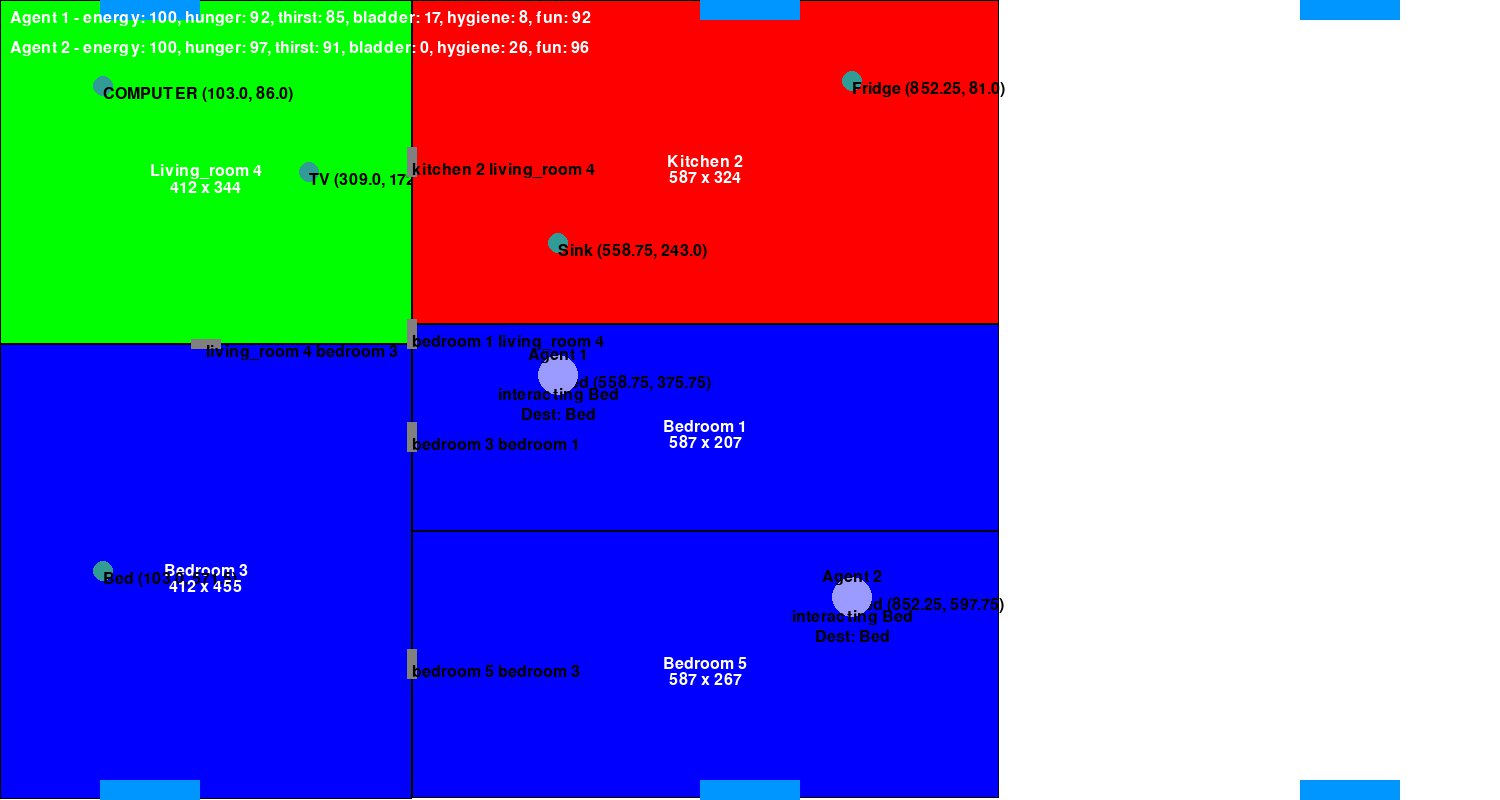 Agent 1 - energy: 100, hunger: 92, thirst: 85, bladder: 17, hygiene: 8, fun: 92
Agent 2 - energy: 100, hunger: 97, thirst: 91, bladder: 0, hygiene: 26, fun: 96
COMPUTER (103.0, 86.0)
Fridge (852.25, 81.0)
Living_room 4
412 x 344
TV (309.0, 172
kitchen 2 living_room 4
Kitchen 2
587 x 324
Sink (558.75, 243.0)
living_room 4 bedroom 3
bedroom 1 living_room 4
Agent 1
d (558.75, 375.75)
interacting Bed
Dest: Bed
bedroom 3 bedroom 1
Bedroom 1
587 x 207
Bed
Bedroom 3
412 x 455
Agent 2
d (852.25, 597.75)
interacting Bed
Dest: Bed
bedroom 5 bedroom 3
Bedroom 5
587 x 267